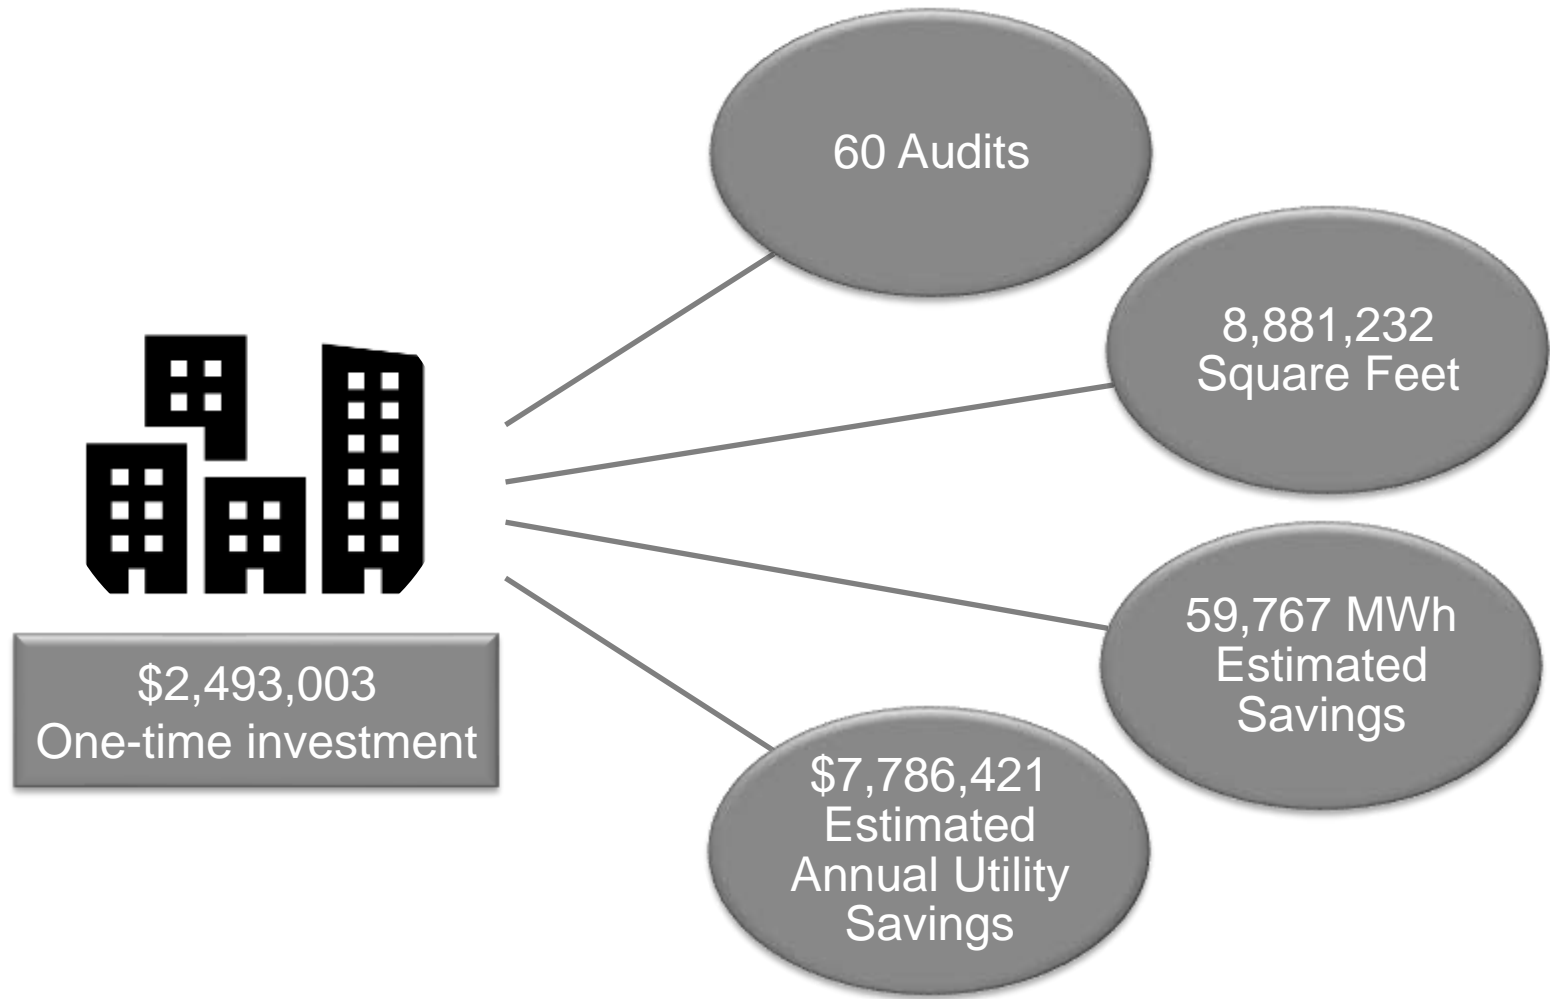 60 Audits
8,881,232
Square Feet
59,767 MWh
Estimated
Savings
$7,786,421
Estimated
Annual Utility
Savings
$2,493,003
One-time investment